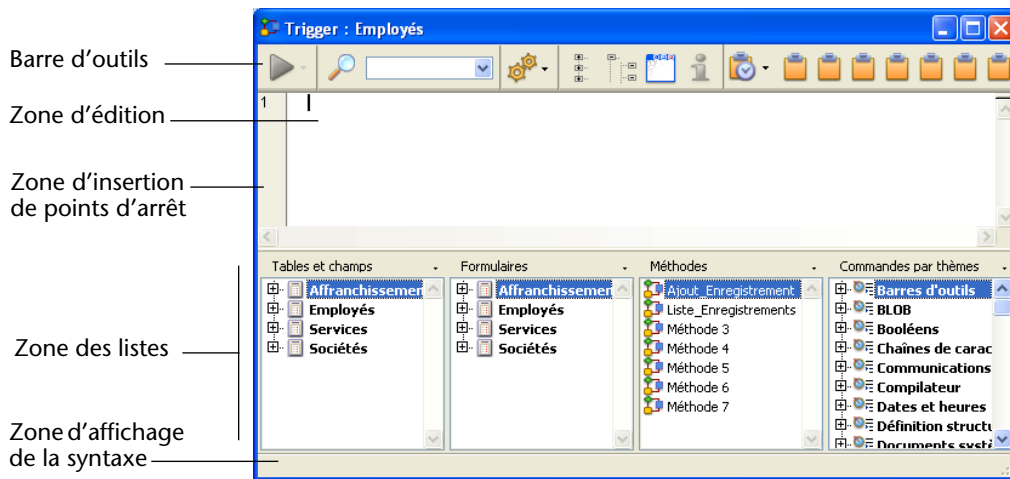 Trigger : Employés
Barre d'outils
1
Zone d'édition
Zone d'insertion
de points d'arrêt
Tables et champs
Formulaires
Méthodes
Commandes par thèmes
Affranchissemen
Affranchissemen
Ajout_Enregistrement
Barres d'outils
Employés
Employés
Liste_Enregistrements
BLOB
Services
Services
Méthode 3
Booléens
Sociétés
Sociétés
Méthode 4
Chaînes de carac
Méthode 5
Communications
Méthode 6
Compilateur
Méthode 7
Dates et heures
Définition structu
Documents systè
Zone des listes
Zone d'affichage
de la syntaxe